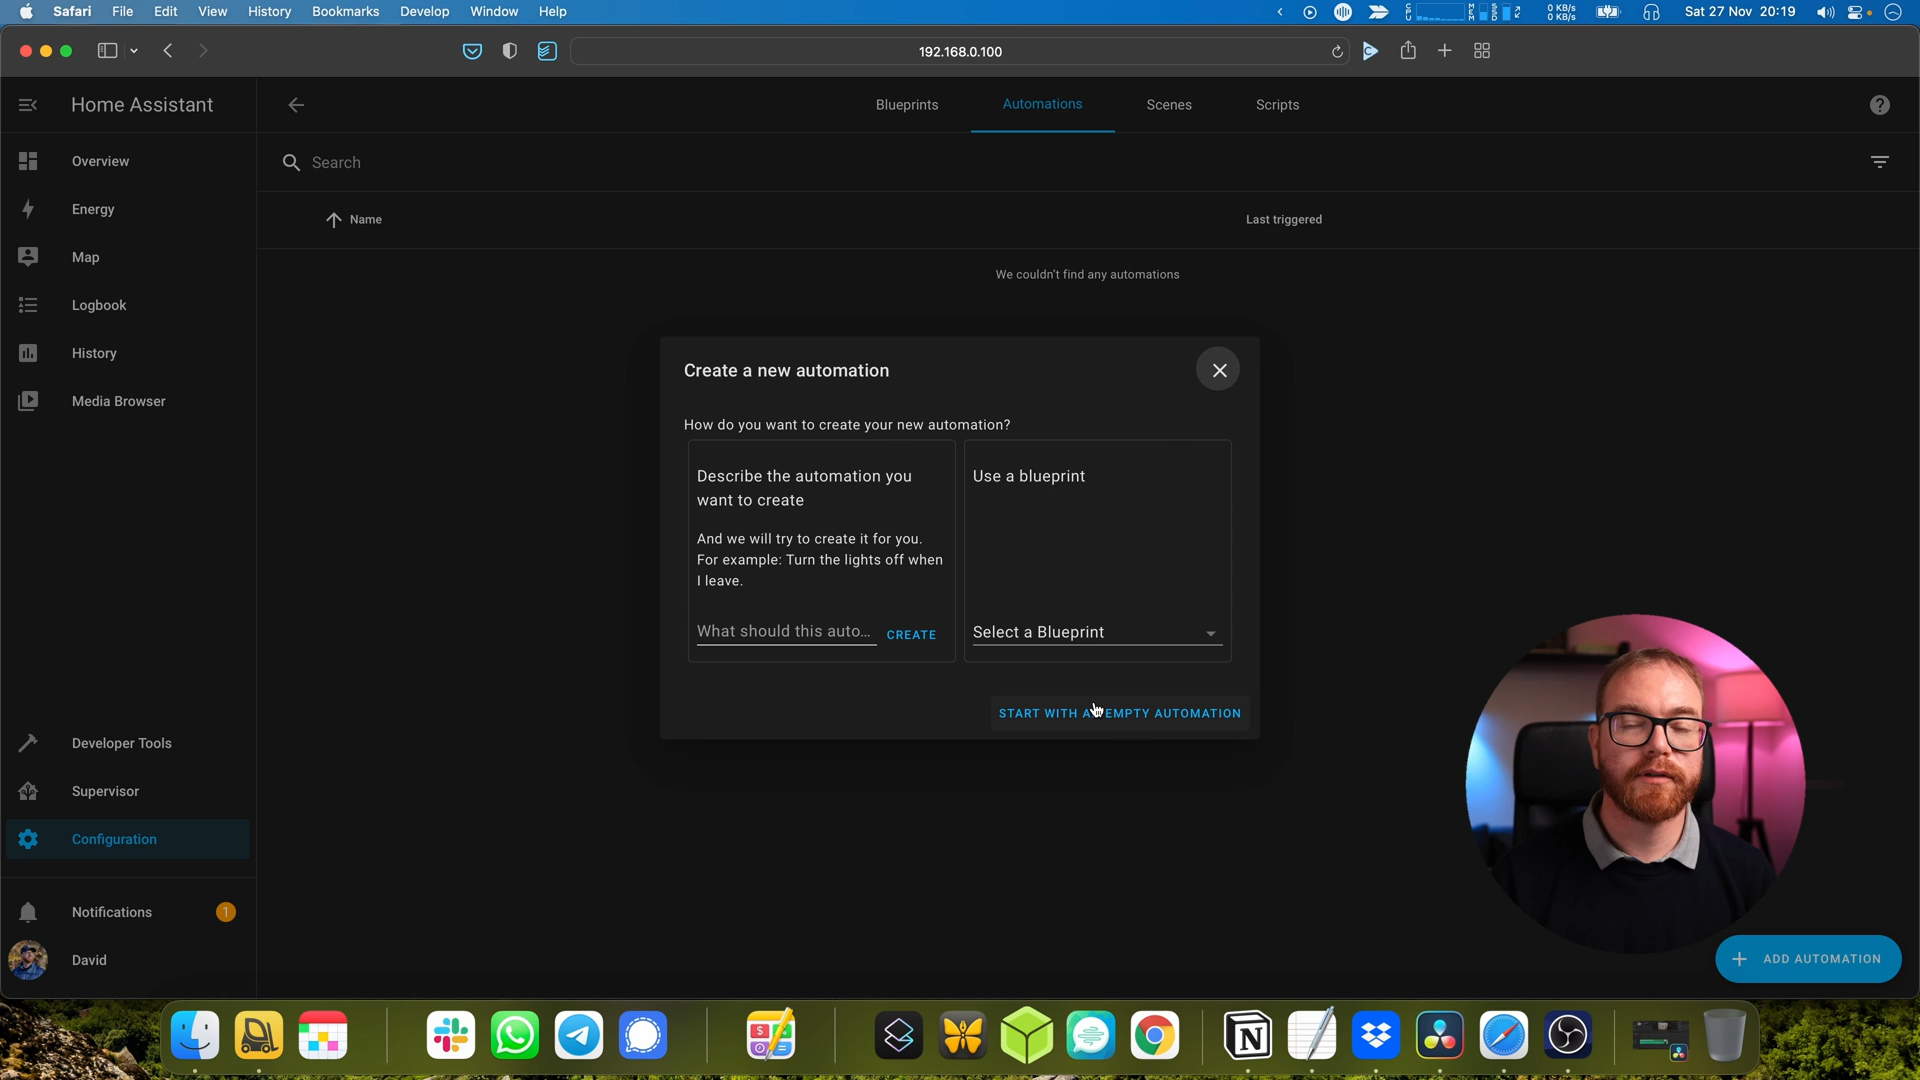 Safari File Edit View History Bookmarks Develop Window Help
0 KB/s
0 KB/s
Sat 27 Nov 20:19
192.168.0.100
Home Assistant
Blueprints Automations Scenes Scripts
Overview
Search
Energy
Name Last triggered
Map
We couldn't find any automations
Logbook
History
Media Browser
Create a new automation
How do you want to create your new automation?
Describe the automation you
want to create
And we will try to create it for you.
For example: Turn the lights off when
I leave.
What should this auto... CREATE
Use a blueprint
Select a Blueprint
START WITH AN EMPTY AUTOMATION
Developer Tools
Supervisor
Configuration
Notifications 1
David
ADD AUTOMATION